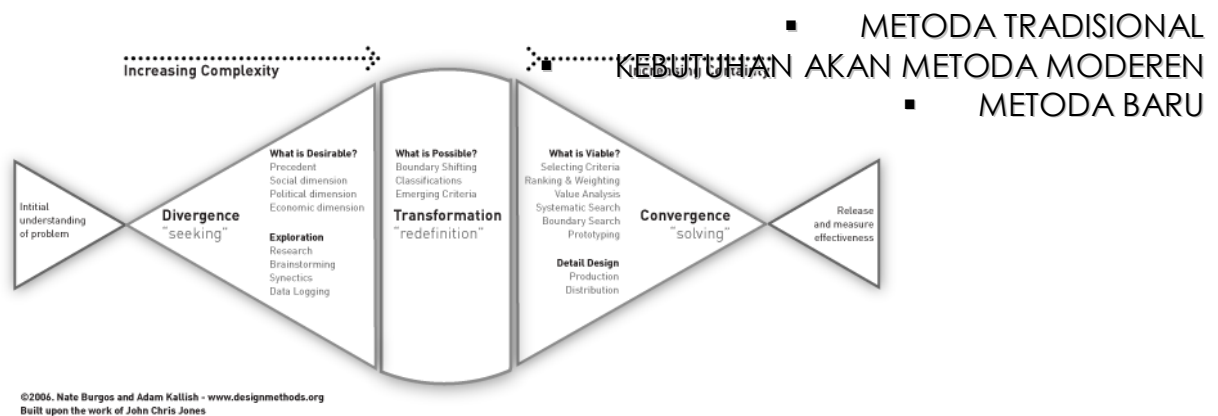 METODA TRADISIONAL
KEBUTUHAN AKAN METODA MODEREN
METODA BARU
Increasing Complexity
Increasing Certainty
Intitial
understanding
of problem
Divergence
"seeking"
What is Desirable?
Precedent
Social dimension
Political dimension
Economic dimension
Exploration
Research
Brainstorming
Synectics
Data Logging
What is Possible?
Boundary Shifting
Classifications
Emerging Criteria
Transformation
"redefinition"
What is Viable?
Selecting Criteria
Ranking & Weighting
Value Analysis
Systematic Search
Boundary Search
Prototyping
Detail Design
Production
Distribution
Convergence
"solving"
Release
and measure
effectiveness
©2006. Nate Burgos and Adam Kallish - www.designmethods.org
Built upon the work of John Chris Jones